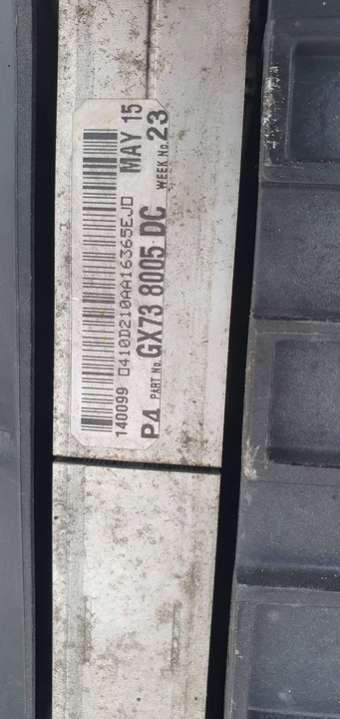 MAY 15
140099 0410D210AA16365EJD
P4 PART No. GX73 8005 DC WEEK No. 23